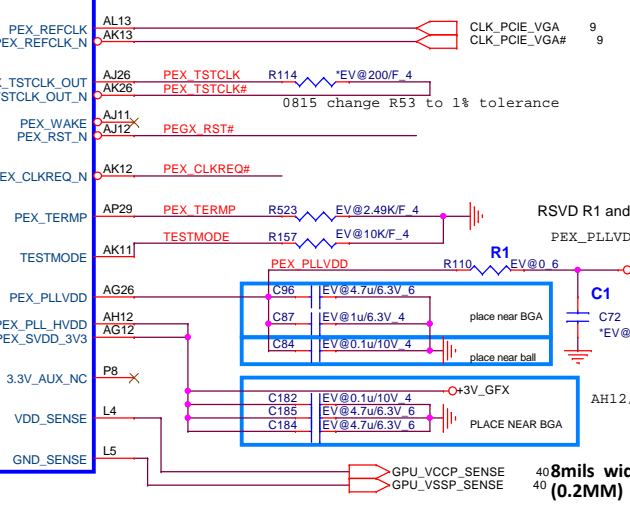 PEX_REFCLK AL13 CLK_PCIE_VGA 9
PEX_REFCLK_N AK13 CLK_PCIE_VGA# 9
X_TSTCLK_OUT AJ26 PEX_TSTCLK R114 *EV@200/F_4
TSTCLK_OUT_N AK26 PEX_TSTCLK#
0815 change R53 to 1% tolerance
PEX_WAKE AJ11
PEX_RST_N AJ12 PEGX_RST#
EX_CLKREQ_N AK12 PEX_CLKREQ#
PEX_TERMP AP29 PEX_TERMP R523 EV@2.49K/F_4 RSVD R1 and
TESTMODE R157 EV@10K/F_4 PEX_PLLVD
TESTMODE AK11 R1
PEX_PLLVDD R110 EV@0_6
PEX_PLLVDD AG26 C96 EV@4.7u/6.3V_6 C1
PEX_PLL_HVDD AH12 C87 EV@1u/6.3V_4 place near BGA C72
PEX_SVDD_3V3 AG12 *EV@
C84 EV@0.1u/10V_4 place near ball
3.3V_AUX_NC P8
+3V_GFX
C182 EV@0.1u/10V_4 AH12,
VDD_SENSE L4 C185 EV@4.7u/6.3V_6
C184 EV@4.7u/6.3V_6 PLACE NEAR BGA
GND_SENSE L5
GPU_VCCP_SENSE 40 8mils wid
GPU_VSSP_SENSE 40 (0.2MM)